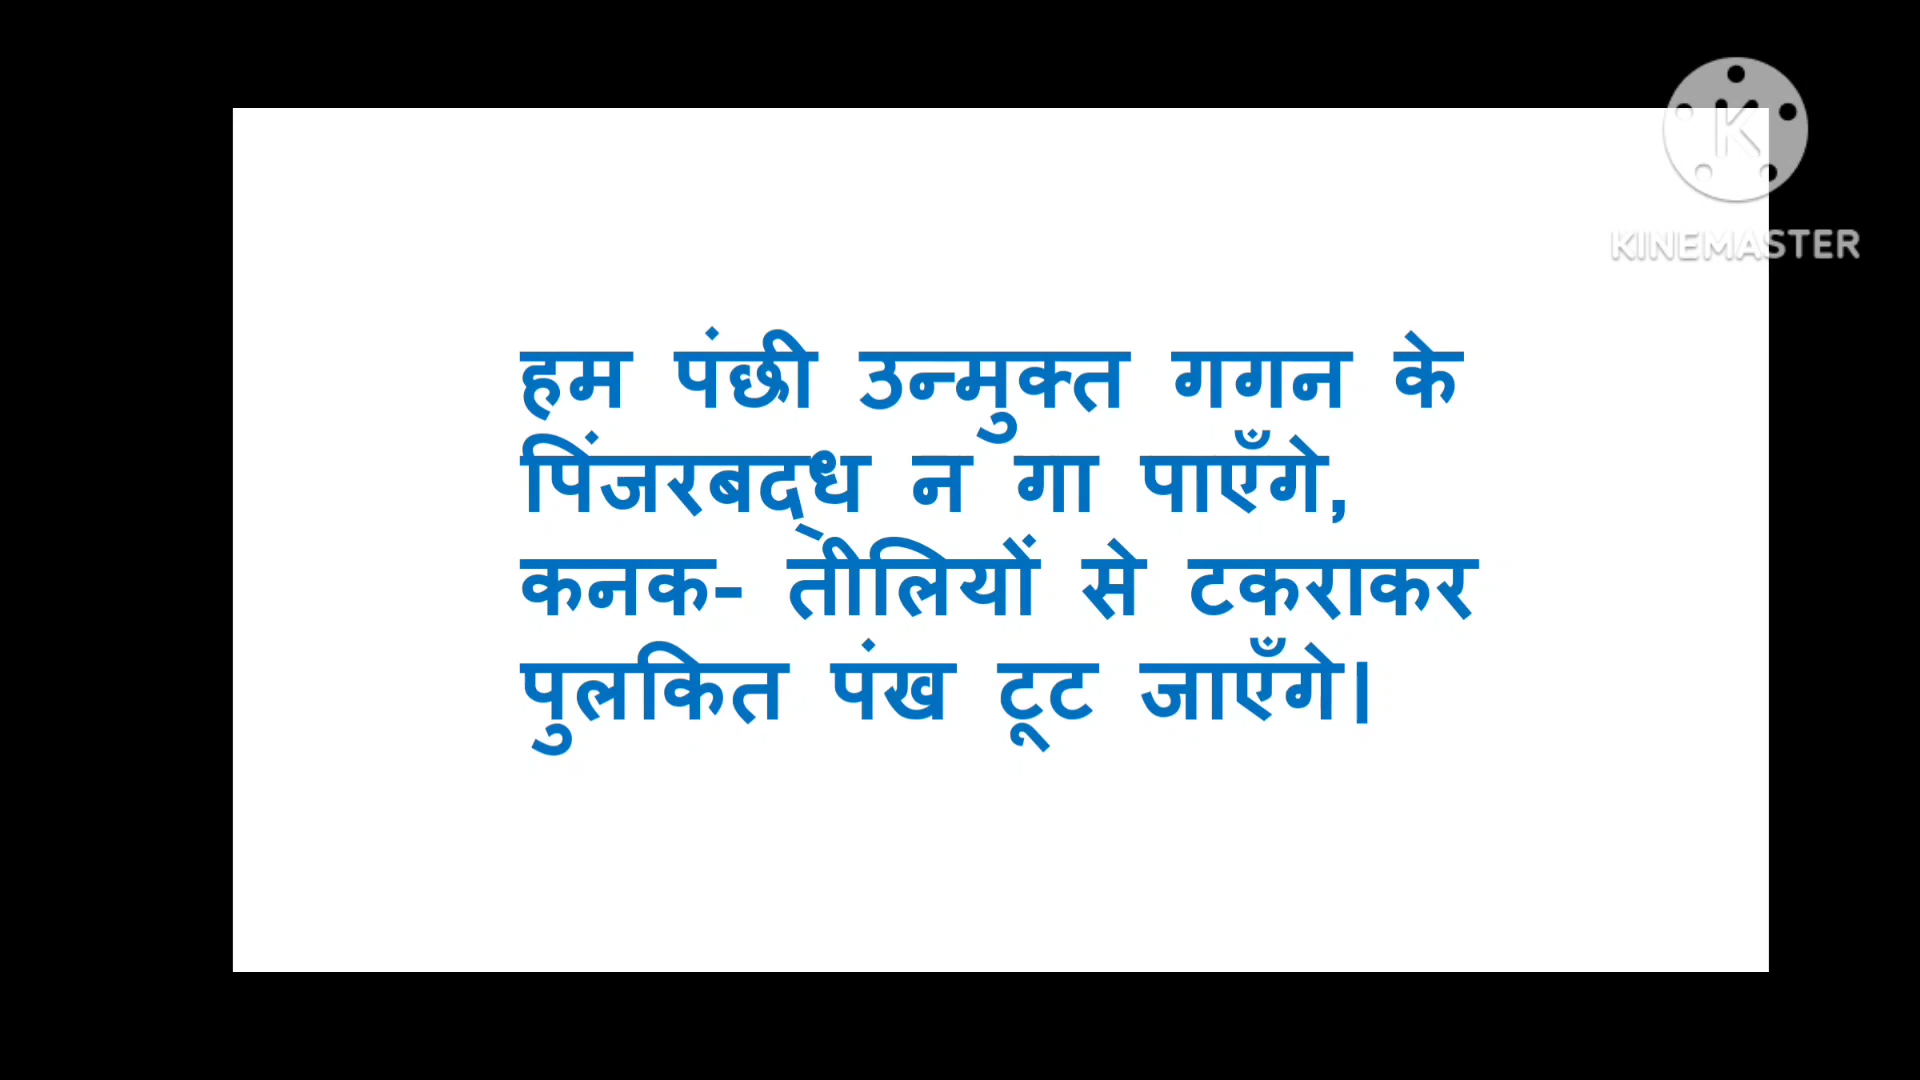 KINEMASTER
हम पंछी उन्मुक्त गगन के
पिंजरबद्ध न गा पाएँगे,
कनक- तीलियों से टकराकर
पुलकित पंख टूट जाएँगे।